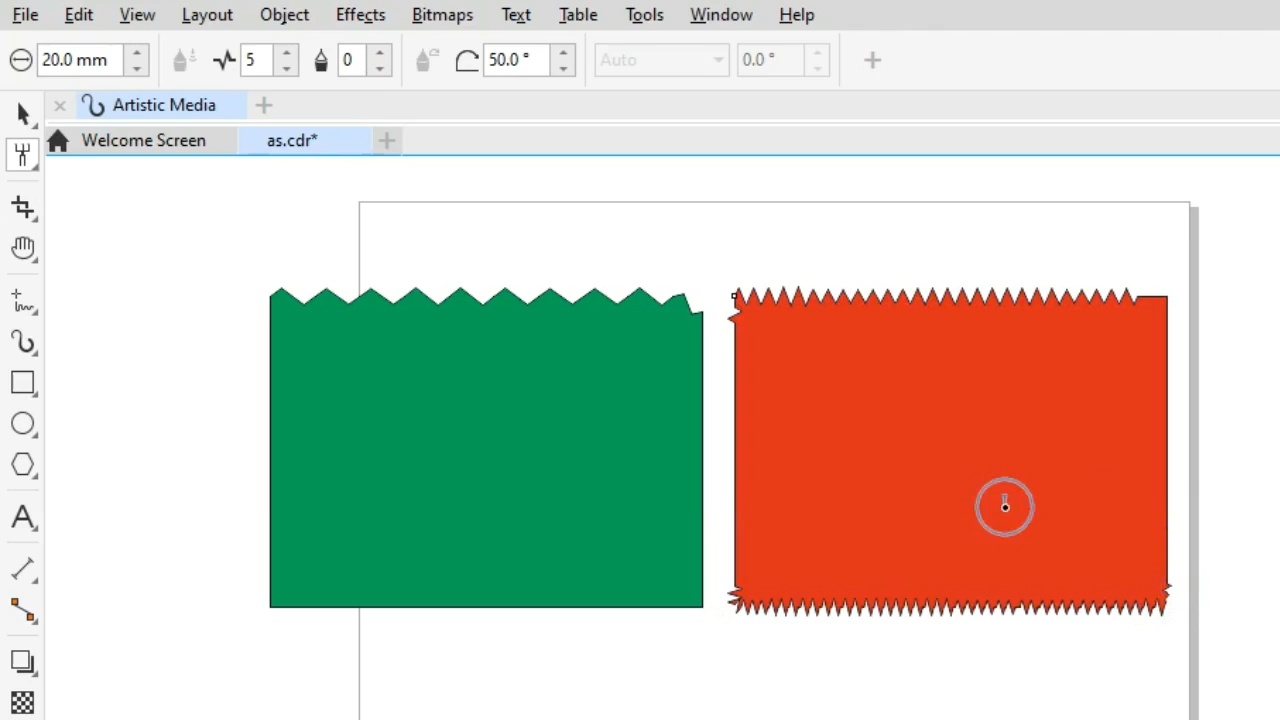 File Edit View Layout Object Effects Bitmaps Text Table Tools Window Help
20.0 mm 5 0 50.0 ° Auto 0.0 °
Artistic Media
Welcome Screen as.cdr*